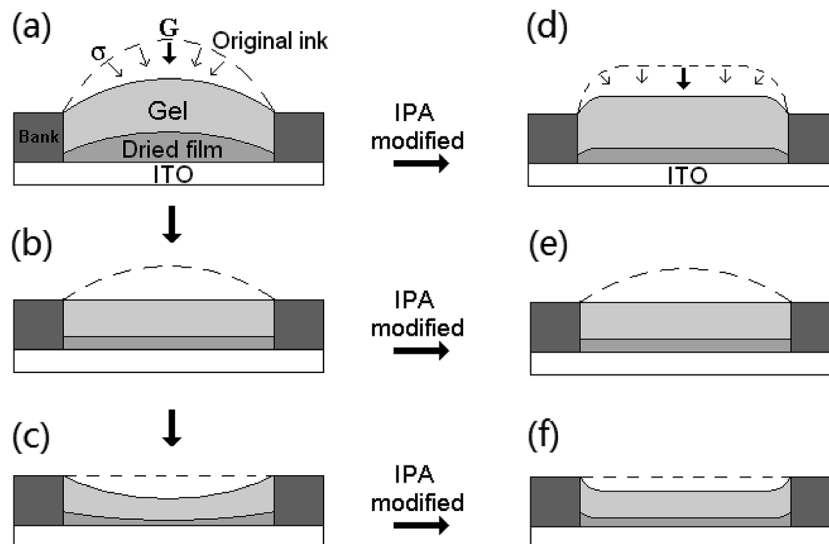 (a)
G
σ
Original ink
Gel
Bank
Dried film
ITO
IPA
modified
(d)
ITO
(b)
IPA
modified
(e)
(c)
IPA
modified
(f)